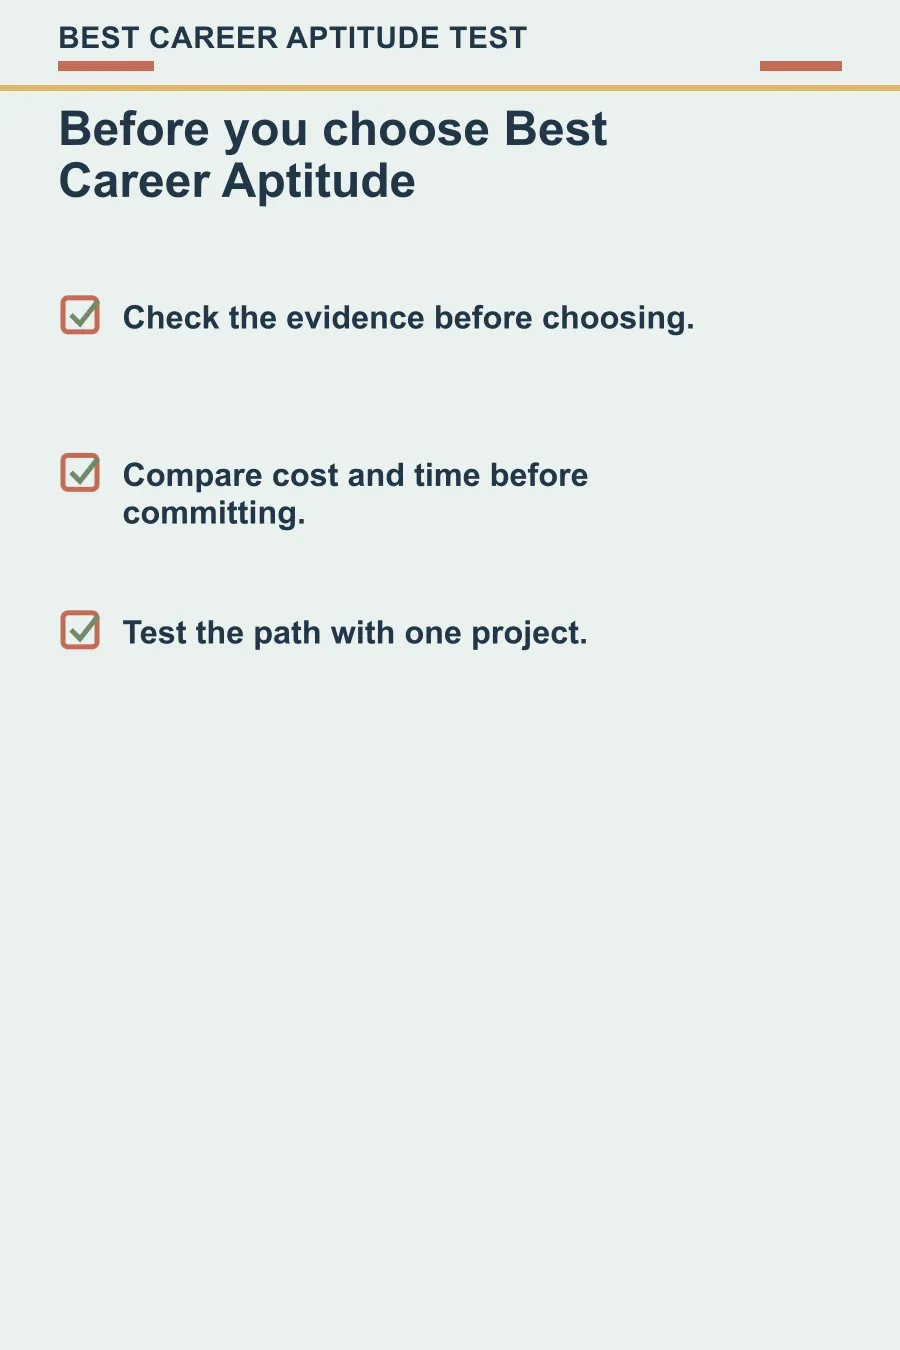 BEST CAREER APTITUDE TEST
Before you choose Best
Career Aptitude
Check the evidence before choosing.
Compare cost and time before
committing.
Test the path with one project.